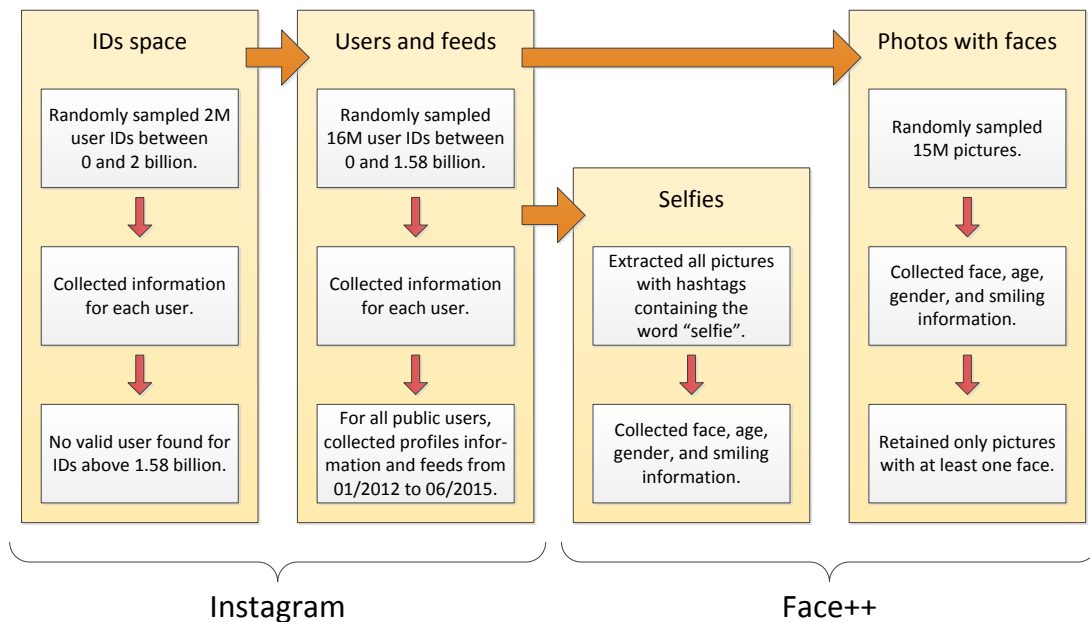 IDs space
Randomly sampled 2M
user IDs between
0 and 2 billion.
Collected information
for each user.
No valid user found for
IDs above 1.58 billion.
Users and feeds
Randomly sampled
16M user IDs between
0 and 1.58 billion.
Collected information
for each user.
For all public users,
collected profiles infor-
mation and feeds from
01/2012 to 06/2015.
Selfies
Extracted all pictures
with hashtags
containing the
word “selfie”.
Collected face, age,
gender, and smiling
information.
Photos with faces
Randomly sampled
15M pictures.
Collected face, age,
gender, and smiling
information.
Retained only pictures
with at least one face.
Instagram
Face++